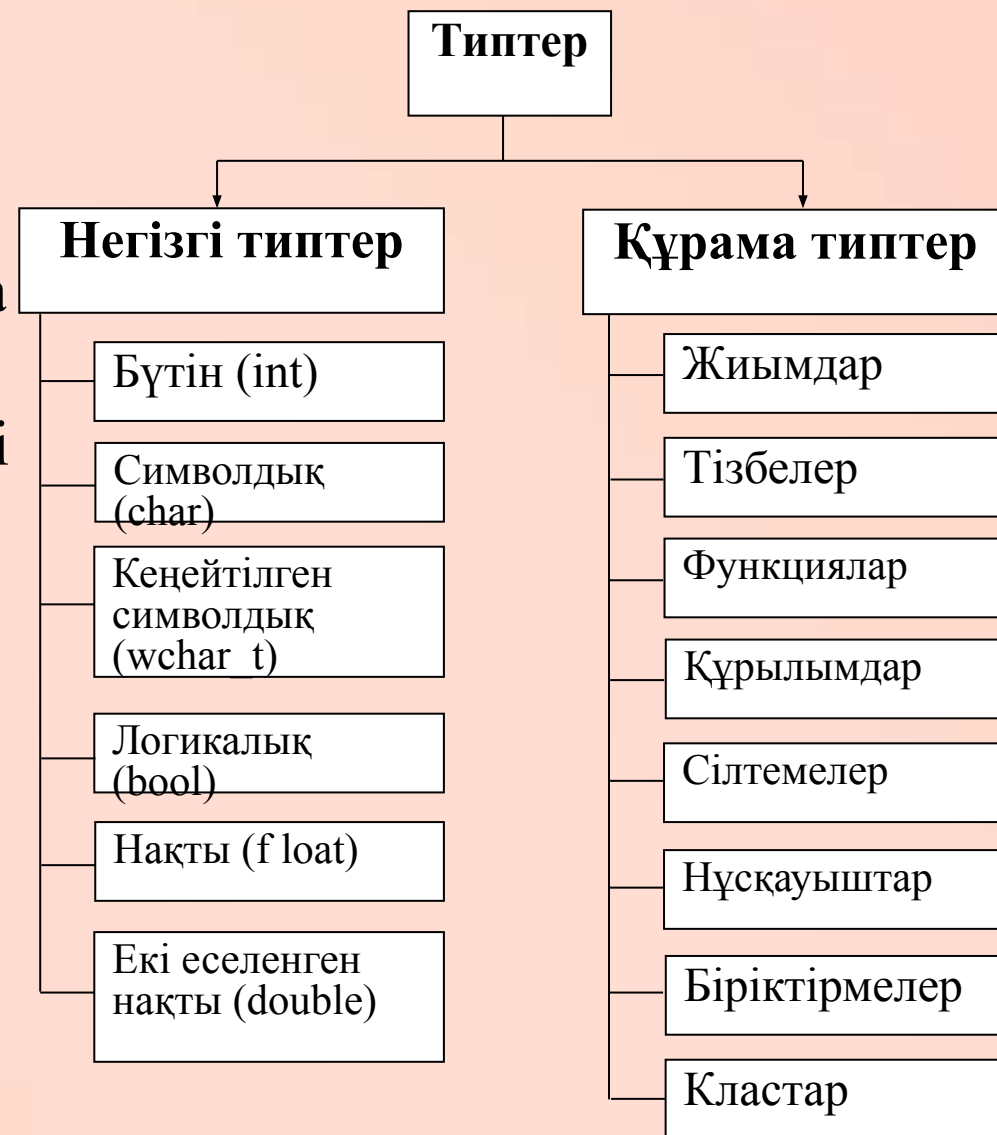 Типтер
Негізгі типтер
а
Бүтін (int)
і
Символдық
(char)
Кеңейтілген
символдық
(wchar_t)
Логикалық
(bool)
Нақты (f loat)
Екі еселенген
нақты (double)
Құрама типтер
Жиымдар
Тізбелер
Функциялар
Құрылымдар
Сілтемелер
Нұсқауыштар
Біріктірмелер
Кластар